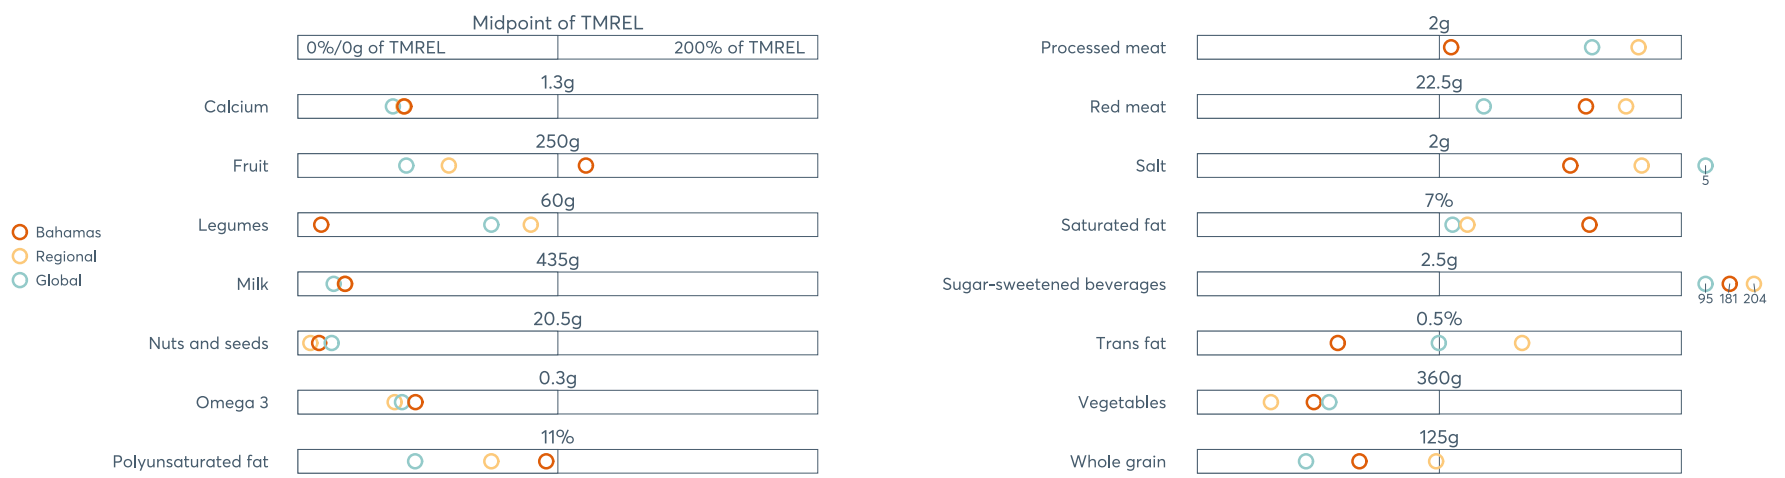 Midpoint of TMREL
0%/0g of TMREL 200% of TMREL
Calcium 1.3g
Fruit 250g
Legumes 60g
Milk 435g
Nuts and seeds 20.5g
Omega 3 0.3g
Polyunsaturated fat 11%
Bahamas
Regional
Global
Processed meat 2g
Red meat 22.5g
Salt 2g
5
Saturated fat 7%
Sugar-sweetened beverages 2.5g
95 181 204
Trans fat 0.5%
Vegetables 360g
Whole grain 125g